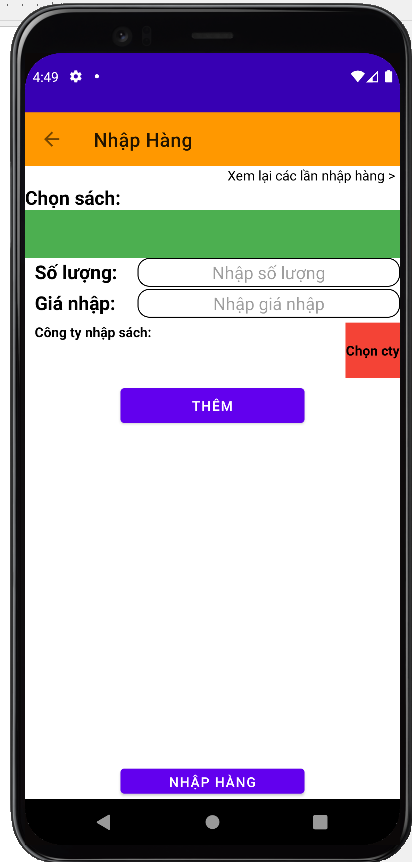 4:49
Nhập Hàng
Xem lại các lần nhập hàng >
Chọn sách:
Số lượng: Nhập số lượng
Giá nhập: Nhập giá nhập
Công ty nhập sách:
Chọn cty
THÊM
NHẬP HÀNG